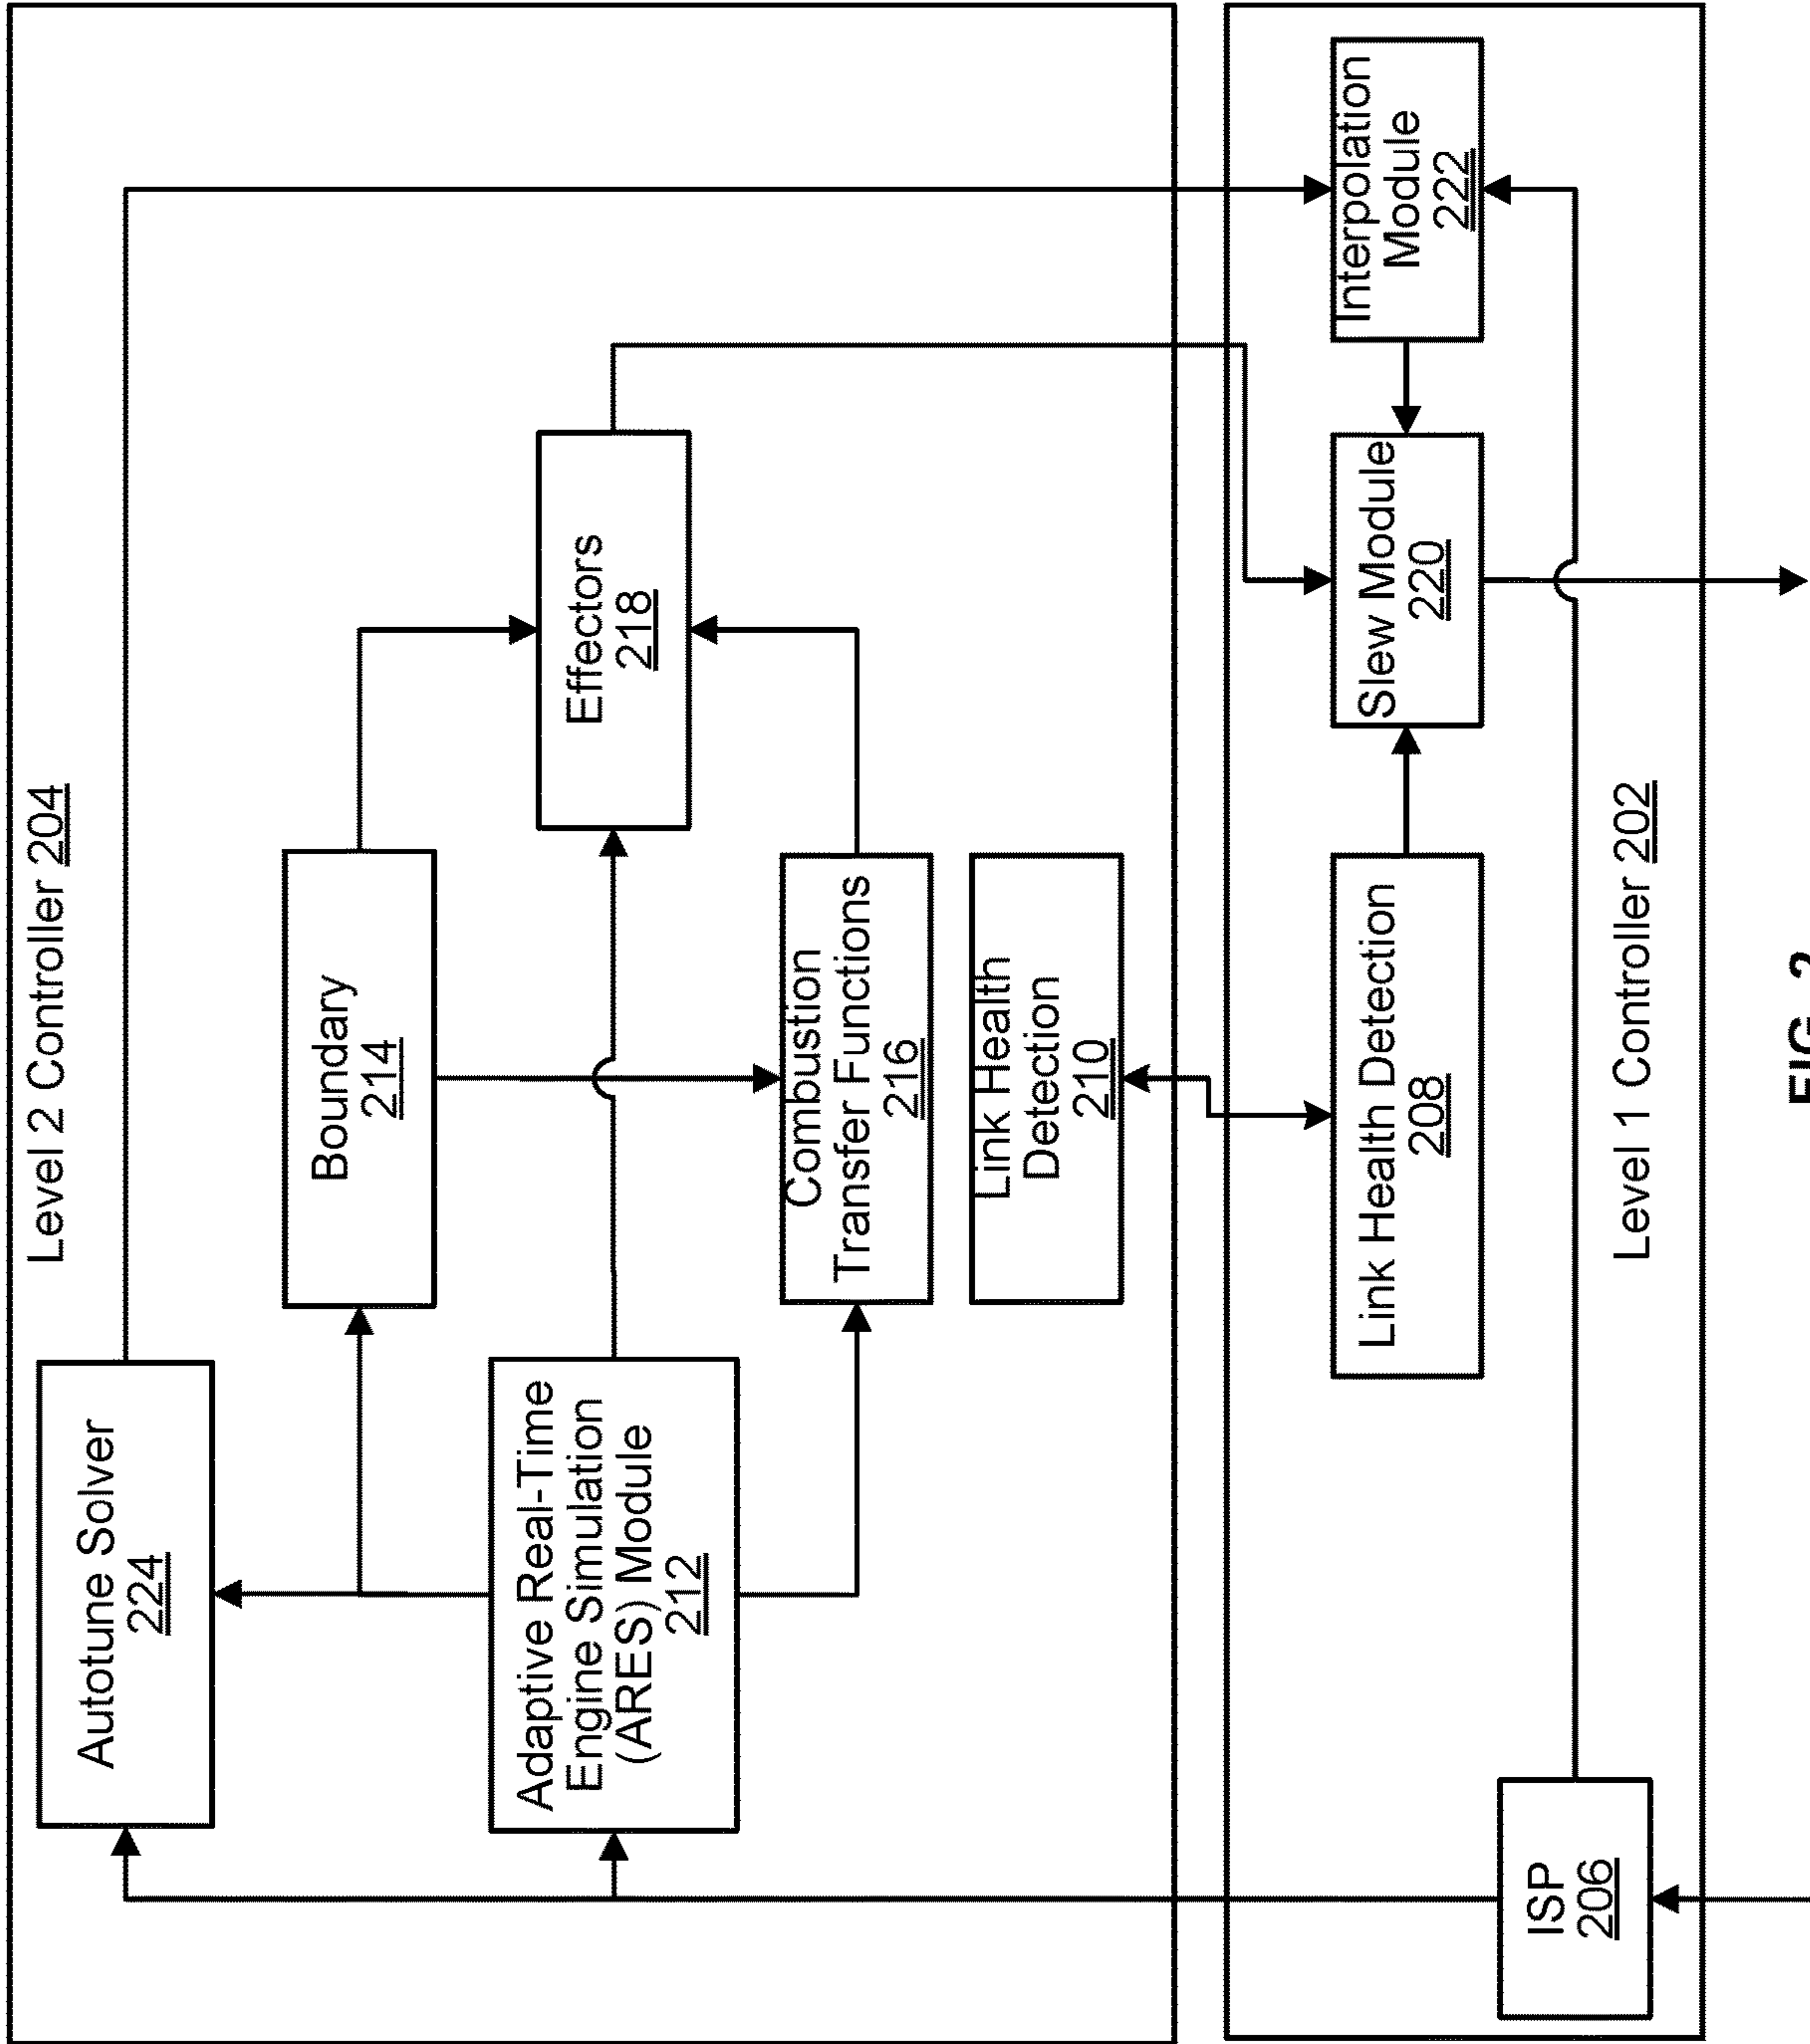 Level 2 Controller 204
Autotune Solver
224
Boundary
214
Adaptive Real-Time
Engine Simulation
(ARES) Module
212
Effectors
218
Combustion
Transfer Functions
216
Link Health
Detection
210
Link Health Detection
208
Slew Module
220
Interpolation
Module
222
ISP
206
Level 1 Controller 202
FIG. 2